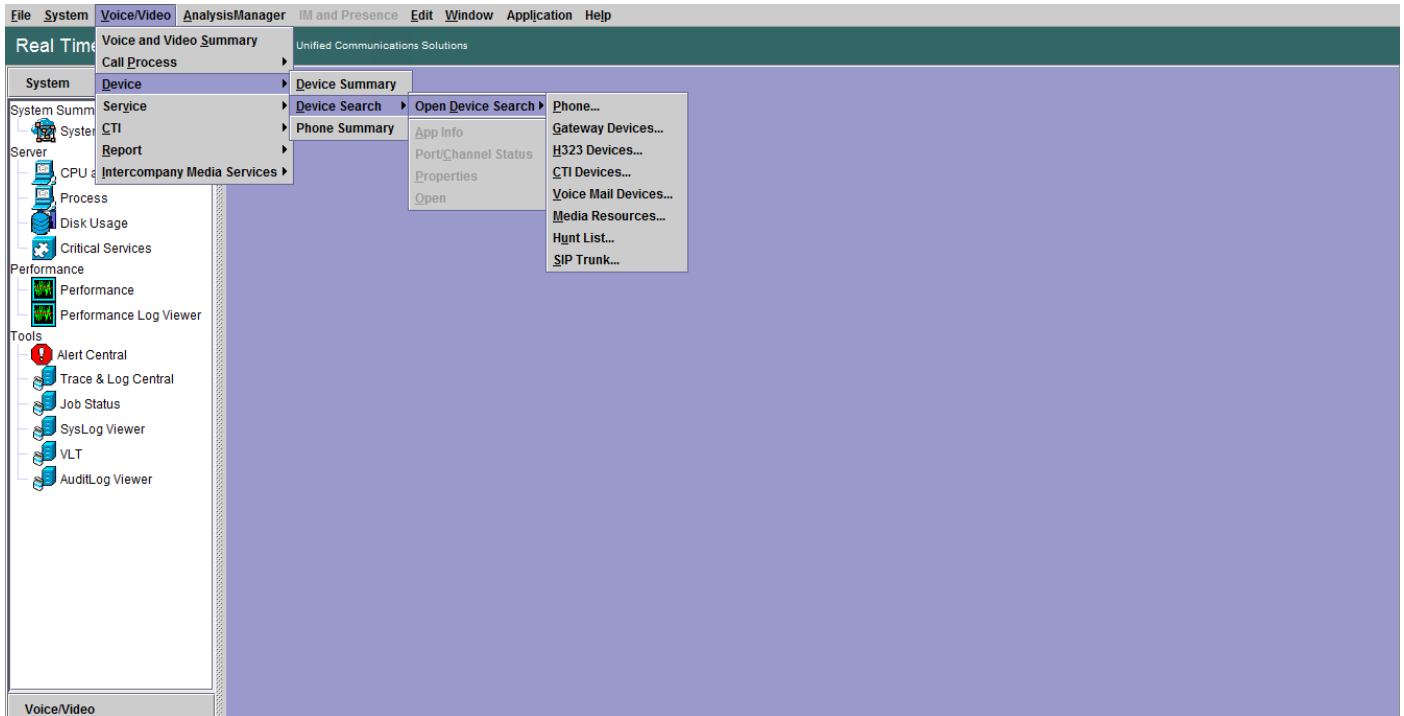 File System Voice/Video AnalysisManager IM and Presence Edit Window Application Help
Real Time
Unified Communications Solutions
Voice and Video Summary
Call Process
Device
Service
CTI
Report
Intercompany Media Services
Device Summary
Device Search
Phone Summary
Open Device Search
App Info
Port/Channel Status
Properties
Open
Phone...
Gateway Devices...
H323 Devices...
CTI Devices...
Voice Mail Devices...
Media Resources...
Hunt List...
SIP Trunk...
System
System Summ
System
Server
CPU a
Process
Disk Usage
Critical Services
Performance
Performance
Performance Log Viewer
Tools
Alert Central
Trace & Log Central
Job Status
SysLog Viewer
VLT
AuditLog Viewer
Voice/Video